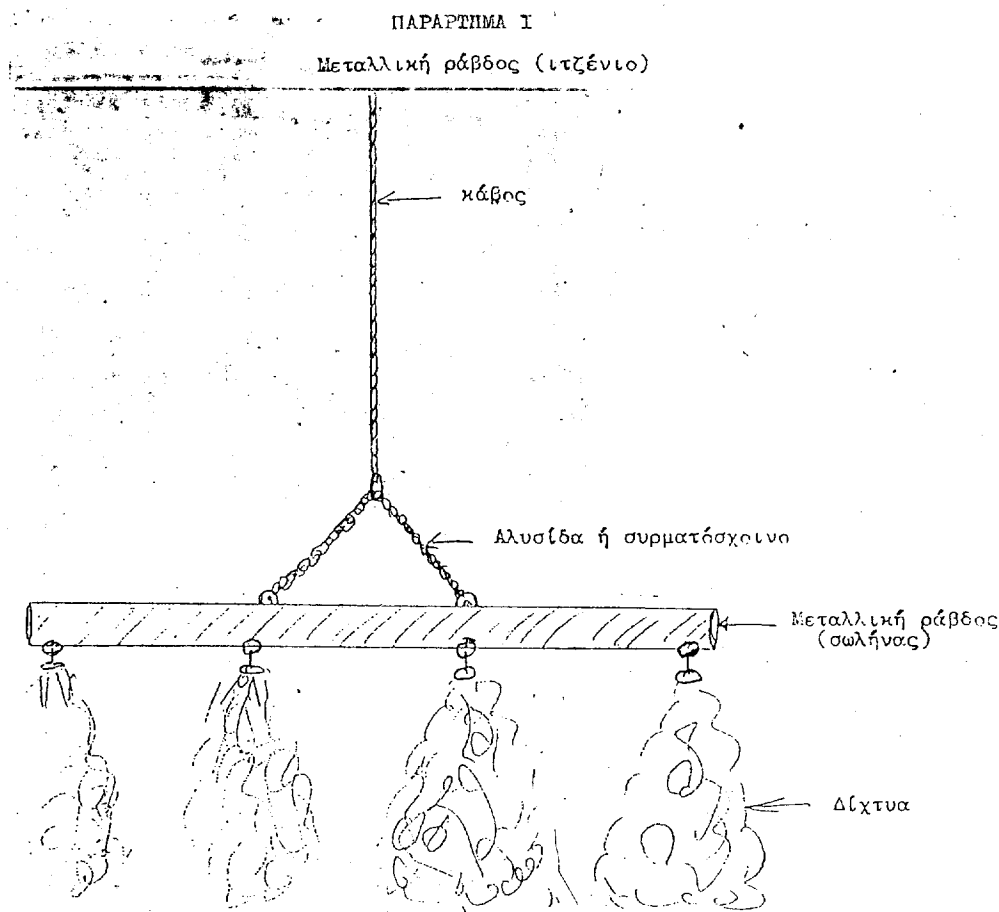 ΠΑΡΑΡΤΗΜΑ Ι
Μεταλλική ράβδος (ιτζένιο)
κάβος
Αλυσίδα ή συρματόσχοινο
Μεταλλική ράβδος
(σωλήνας)
Δίχτυα